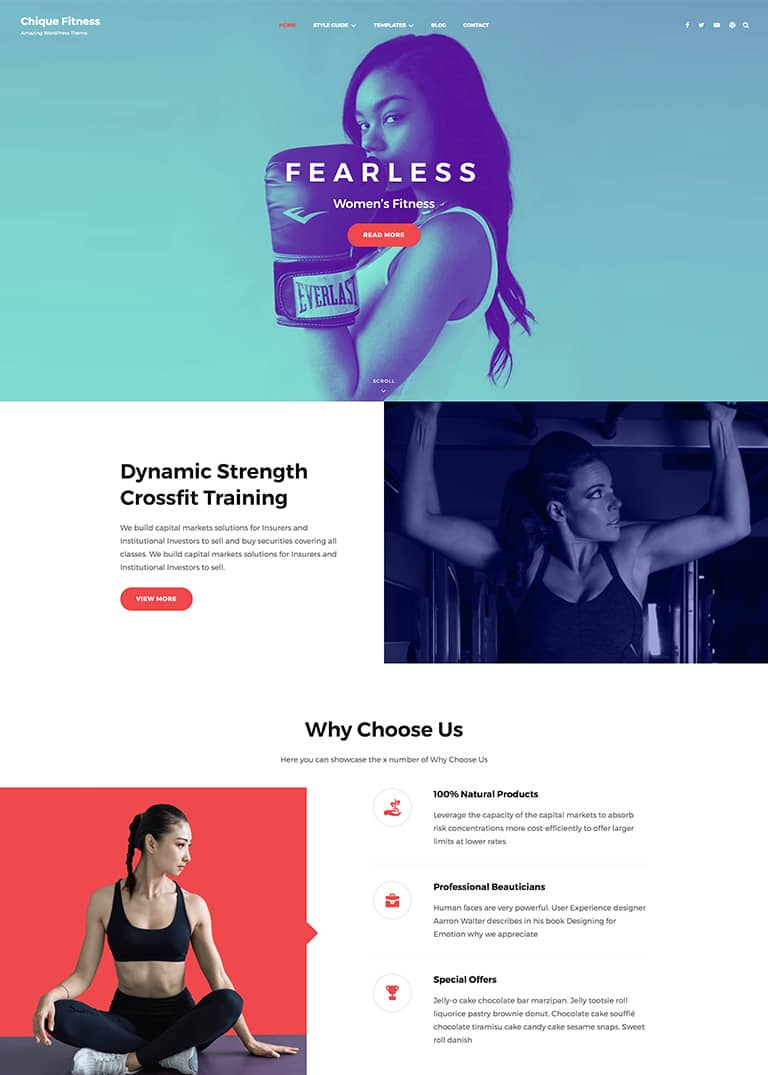 Chique Fitness
Amazing WordPress Theme
HOME STYLE GUIDE TEMPLATES BLOG CONTACT
FEARLESS
Women's Fitness
READ MORE
EVERLAST
SCROLL
Dynamic Strength
Crossfit Training
We build capital markets solutions for Insurers and
Institutional Investors to sell and buy securities covering all
classes. We build capital markets solutions for Insurers and
Institutional Investors to sell.
VIEW MORE
Why Choose Us
Here you can showcase the x number of Why Choose Us
100% Natural Products
Leverage the capacity of the capital markets to absorb
risk concentrations more cost-efficiently to offer larger
limits at lower rates.
Professional Beauticians
Human faces are very powerful. User Experience designer
Aarron Walter describes in his book Designing for
Emotion why we appreciate
Special Offers
Jelly-o cake chocolate bar marzipan. Jelly tootsie roll
liquorice pastry brownie donut. Chocolate cake soufflé
chocolate tiramisu cake candy cake sesame snaps. Sweet
roll danish